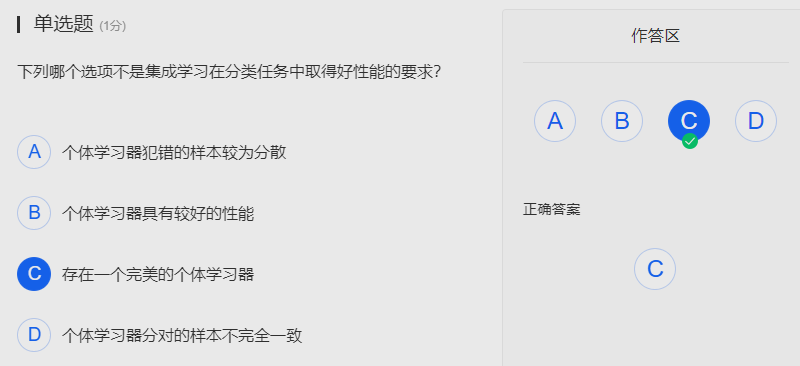 单选题 (1分)
下列哪个选项不是集成学习在分类任务中取得好性能的要求?
A 个体学习器犯错的样本较为分散
B 个体学习器具有较好的性能
C 存在一个完美的个体学习器
D 个体学习器分对的样本不完全一致
作答区
A B C D
正确答案
C